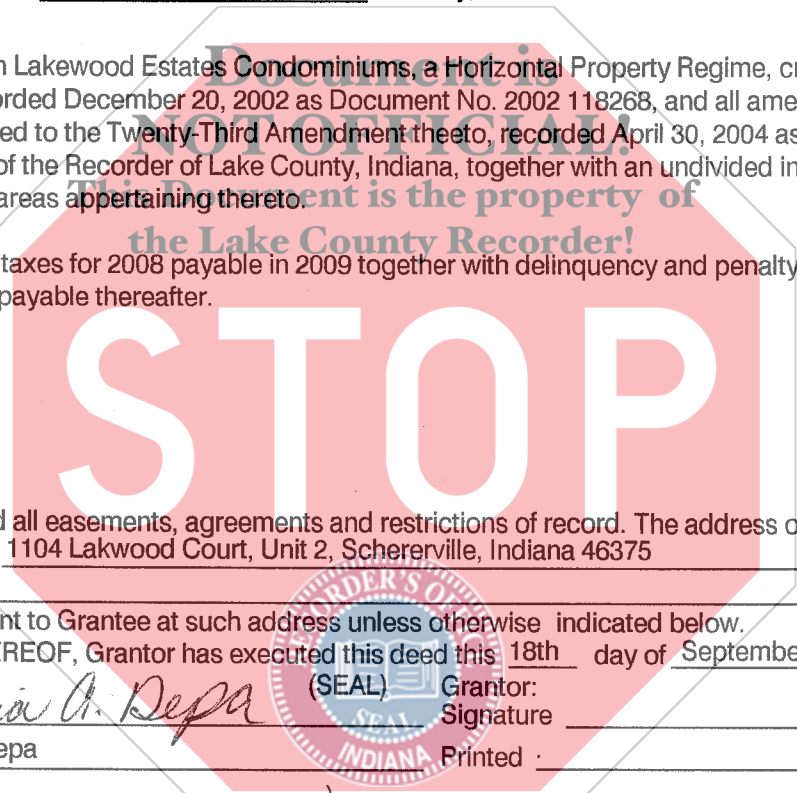 Document is
n Lakewood Estates Condominiums, a Horizontal Property Regime, cr
orded December 20, 2002 as Document No. 2002 118268, and all ame
ed to the Twenty-Third Amendment theeto, recorded April 30, 2004 as
NOT OFFICIAL!
of the Recorder of Lake County, Indiana, together with an undivided in
This Document is the property of
areas appertaining thereto.
the Lake County Recorder!
taxes for 2008 payable in 2009 together with delinquency and penalty
payable thereafter.
STOP
d all easements, agreements and restrictions of record. The address o
1104 Lakwood Court, Unit 2, Schererville, Indiana 46375
RECORDER'S OFFICE
nt to Grantee at such address unless otherwise indicated below.
EREOF, Grantor has executed this deed this 18th day of Septembe
(SEAL) Grantor:
A. Depa
Signature
SEAL
epa
Printed
INDIANA